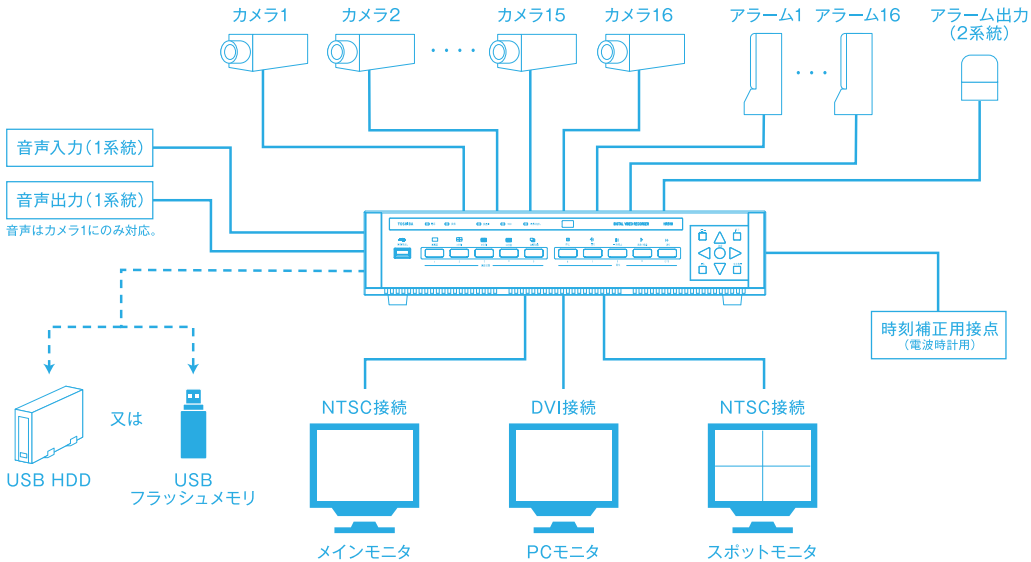 カメラ1
カメラ2
カメラ15
カメラ16
アラーム1
アラーム16
アラーム出力
(2系統)
音声入力(1系統)
音声出力(1系統)
音声はカメラ1にのみ対応。
TOSHIBA
DIGITAL VIDEO RECORDER
時刻補正用接点
(電波時計用)
又は
USB HDD
USB
フラッシュメモリ
NTSC接続
DVI接続
NTSC接続
メインモニタ
PCモニタ
スポットモニタ